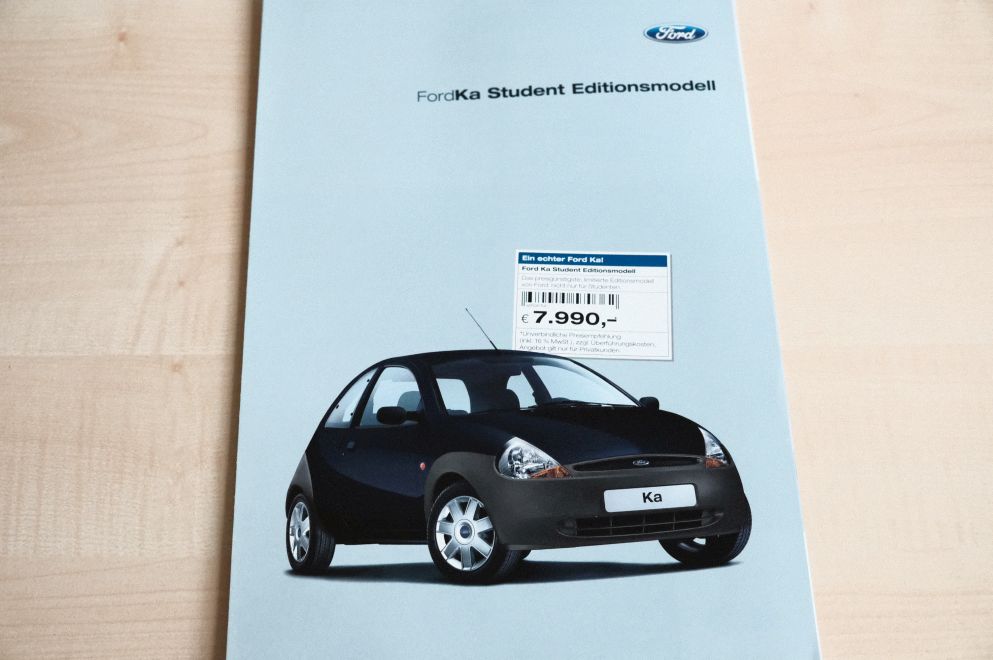 Ford
FordKa Student Editionsmodell
Ein echter Ford Ka!
Ford Ka Student Editionsmodell
Das preisgünstigste, limitierte Editionsmodell
von Ford: nicht nur für Studenten.
€ 7.990,–
*Unverbindliche Preisempfehlung
(inkl. 16 % MwSt.), zzgl. Überführungskosten,
Angebot gilt nur für Privatkunden.
Ford
Ka